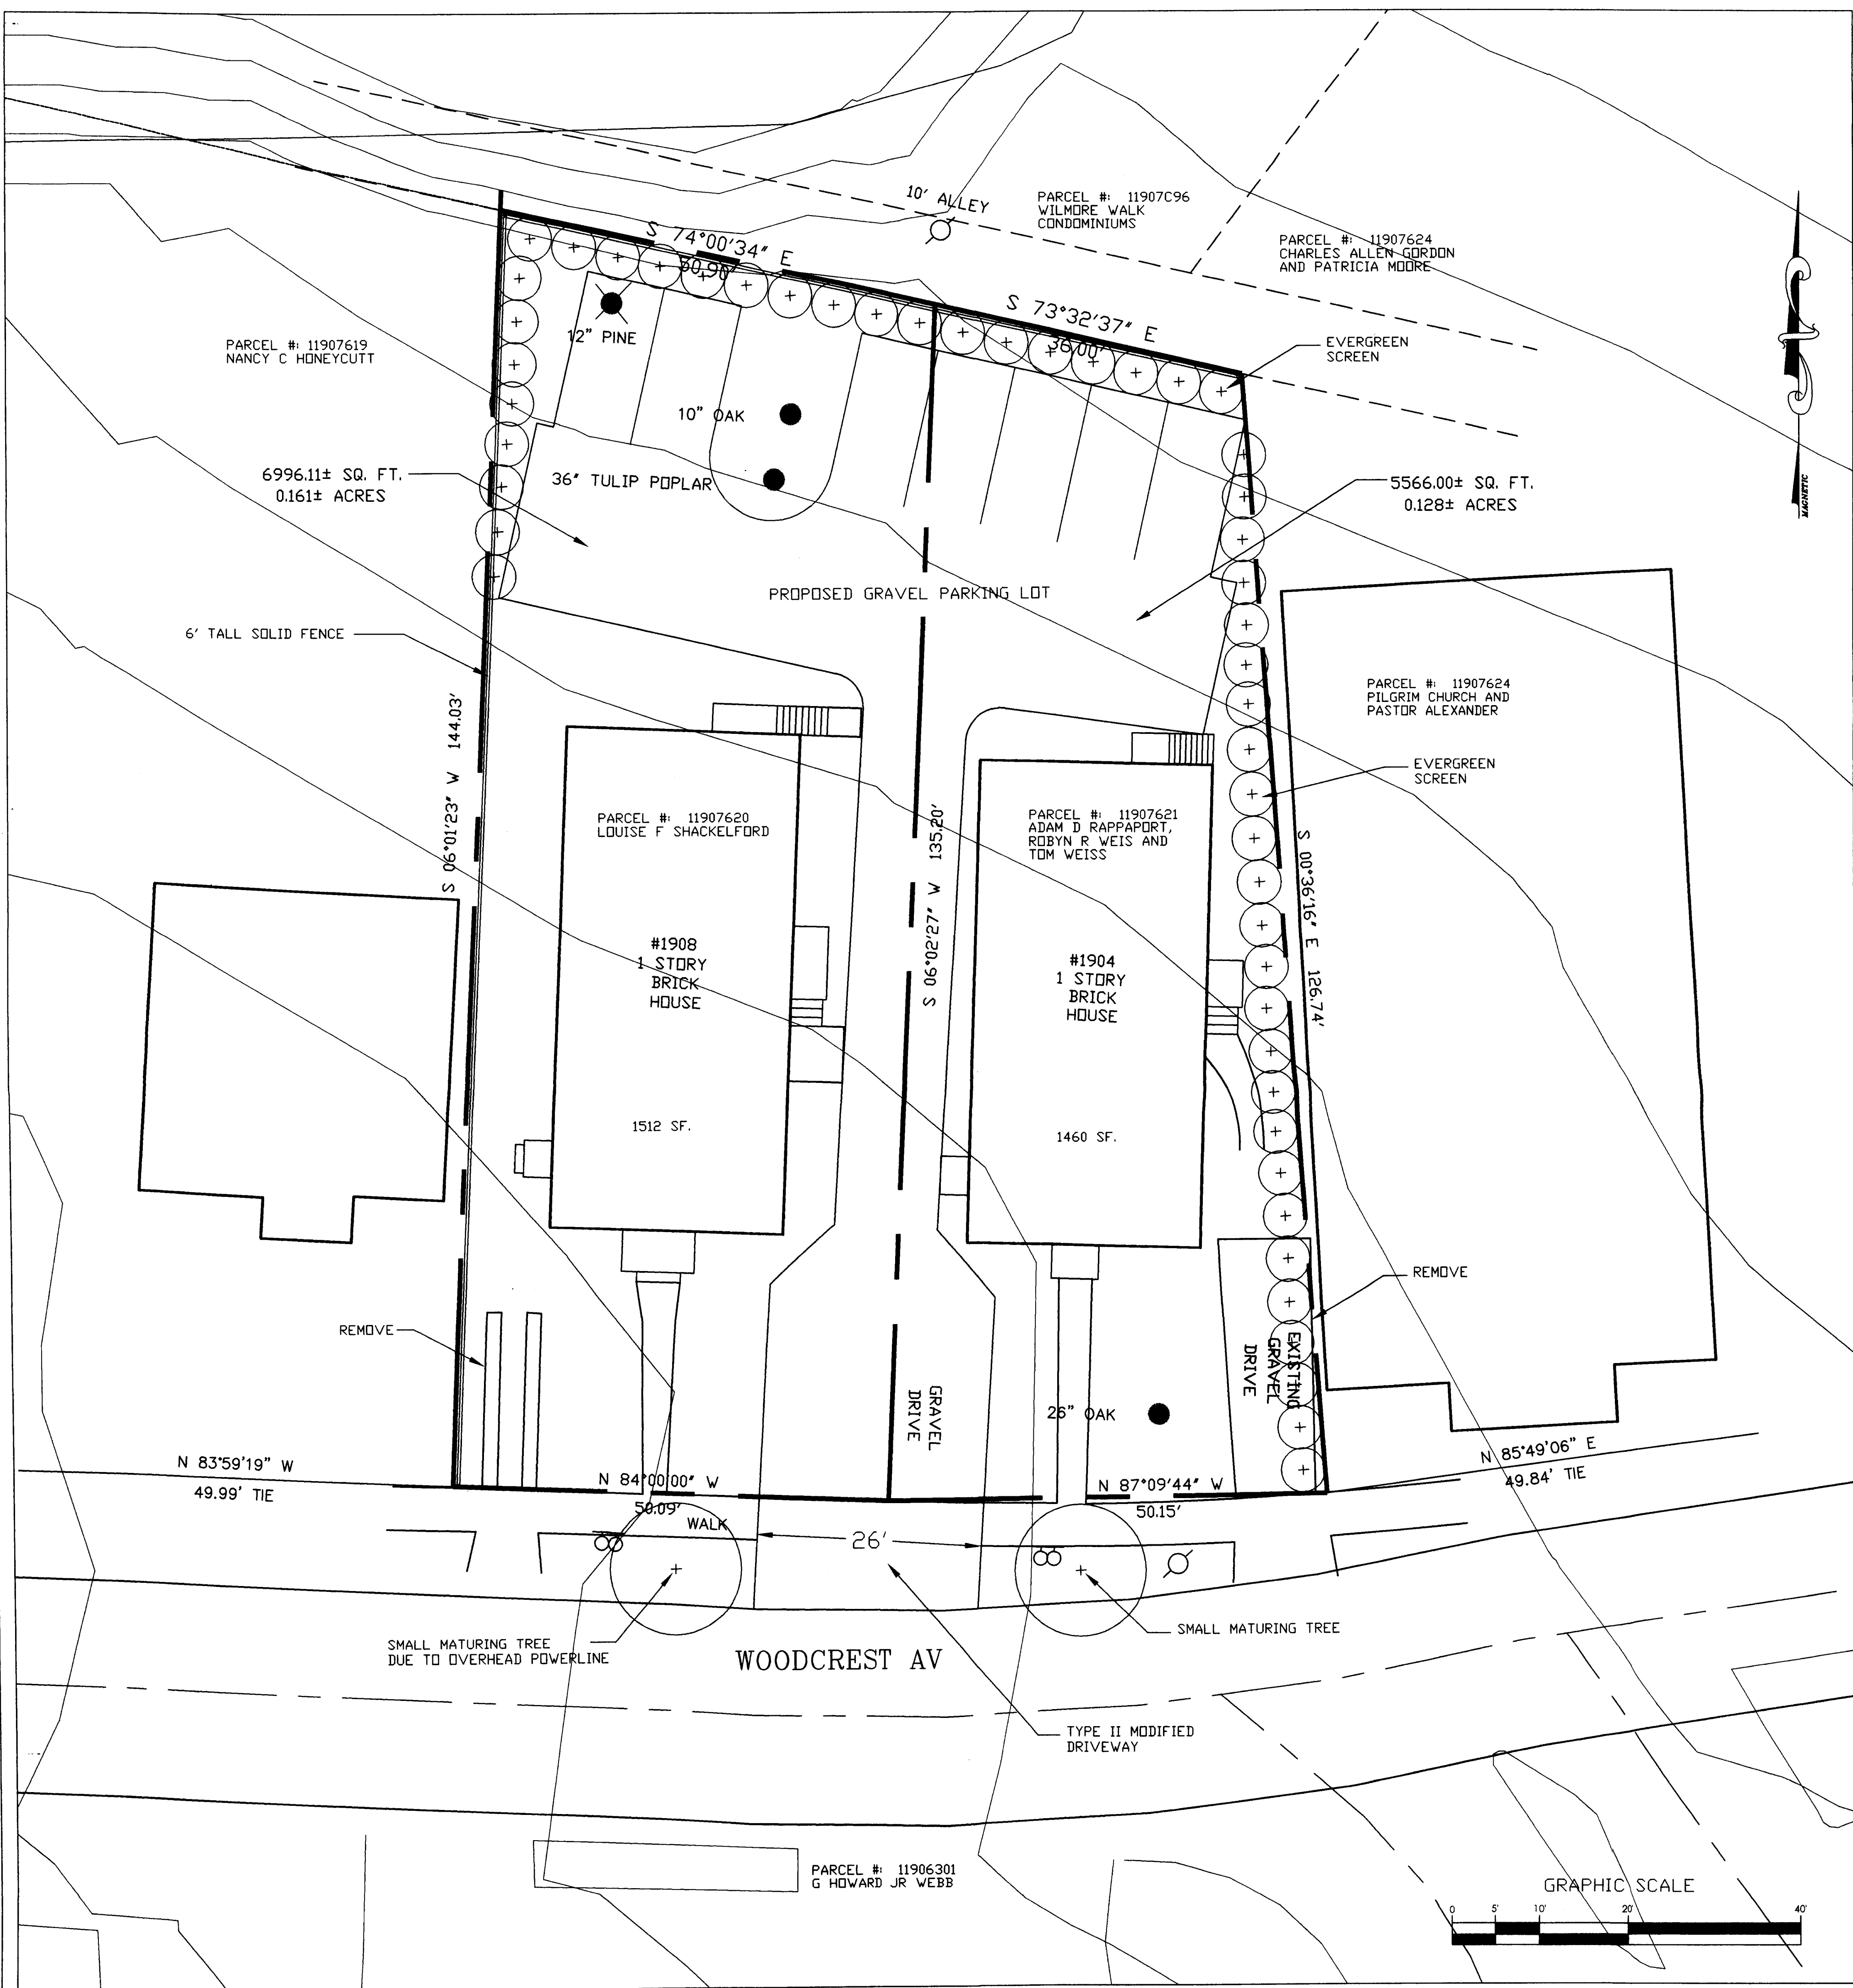 10' ALLEY
PARCEL #: 11907C96
WILMORE WALK
CONDOMINIUMS
PARCEL #: 11907624
CHARLES ALLEN GORDON
AND PATRICIA MOORE
S 74°00'34" E
50.90'
S 73°32'37" E
36.00'
12" PINE
PARCEL #: 11907619
NANCY C HONEYCUTT
EVERGREEN
SCREEN
MAGNETIC
10" OAK
6996.11± SQ. FT.
0.161± ACRES
36" TULIP POPLAR
5566.00± SQ. FT.
0.128± ACRES
PROPOSED GRAVEL PARKING LOT
6' TALL SOLID FENCE
S 06°01'23" W 144.03'
PARCEL #: 11907624
PILGRIM CHURCH AND
PASTOR ALEXANDER
EVERGREEN
SCREEN
PARCEL #: 11907620
LOUISE F SHACKELFORD
S 06°02'27" W 135.20'
PARCEL #: 11907621
ADAM D RAPPAPORT,
ROBYN R WEIS AND
TOM WEISS
S 00°36'16" E 126.74'
#1908
1 STORY
BRICK
HOUSE
#1904
1 STORY
BRICK
HOUSE
1512 SF.
1460 SF.
REMOVE
REMOVE
GRAVEL
DRIVE
EXISTING
GRAVEL
DRIVE
26" OAK
N 83°59'19" W
49.99' TIE
N 84°00'00" W
50.09'
WALK
N 87°09'44" W
50.15'
N 85°49'06" E
49.84' TIE
26'
SMALL MATURING TREE
DUE TO OVERHEAD POWERLINE
WOODCREST AV
SMALL MATURING TREE
TYPE II MODIFIED
DRIVEWAY
PARCEL #: 11906301
G HOWARD JR WEBB
GRAPHIC SCALE
0 5' 10' 20' 40'